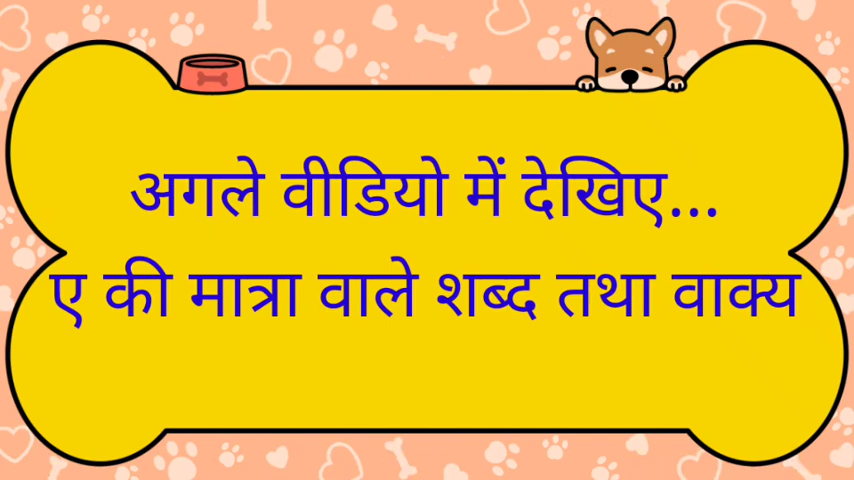 अगले वीडियो में देखिए...
ए की मात्रा वाले शब्द तथा वाक्य